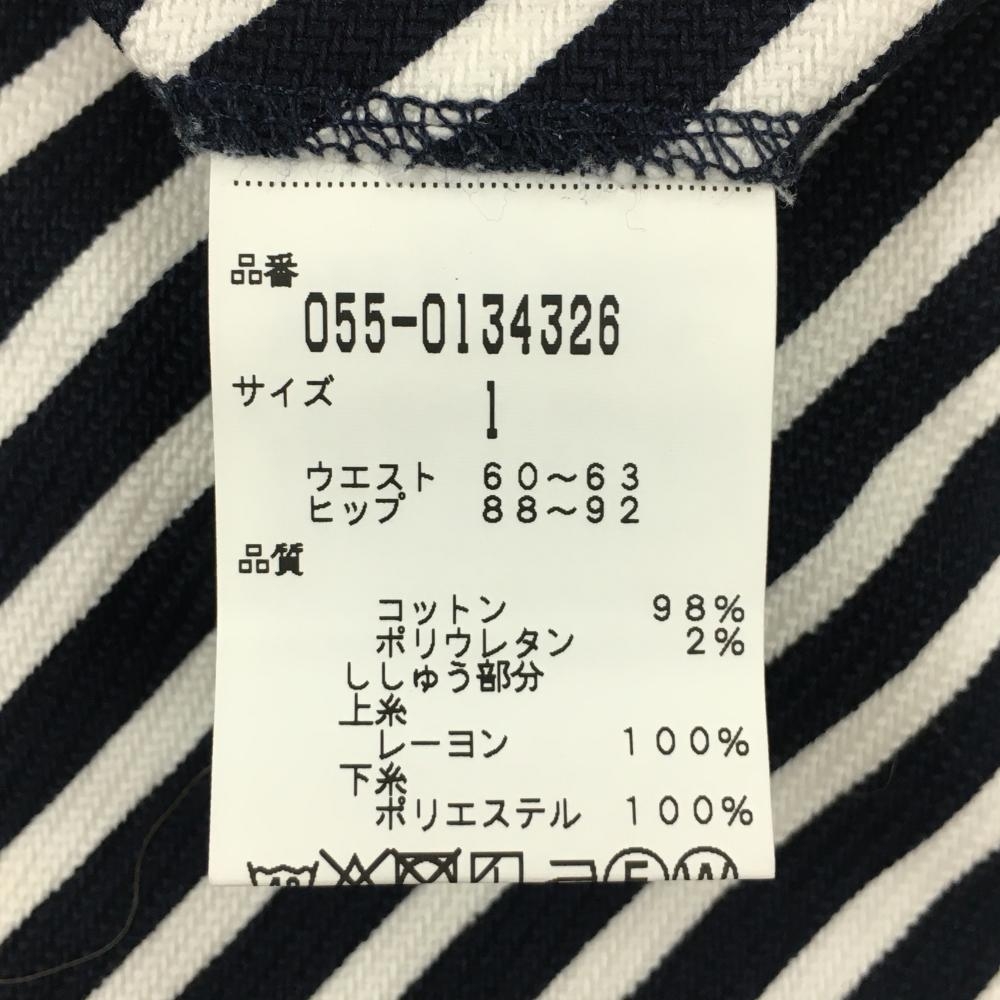 品番
055-0134326
サイズ 1
ウエスト 60〜63
ヒップ 88〜92
品質
コットン 98%
ポリウレタン 2%
ししゅう部分
上糸
レーヨン 100%
下糸
ポリエステル 100%